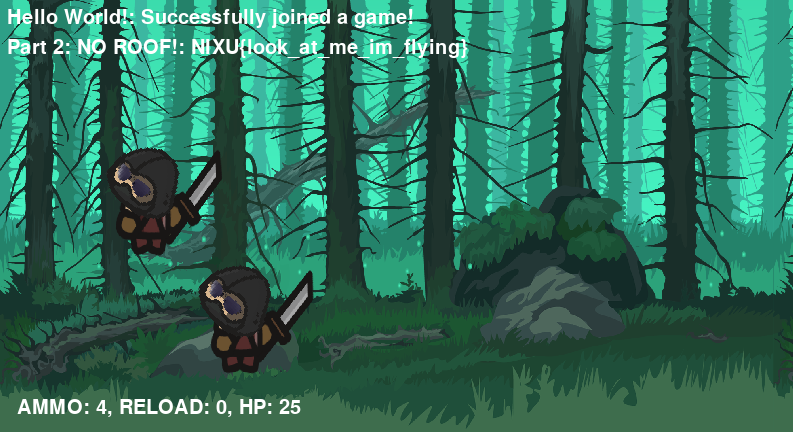 Hello World!: Successfully joined a game!
Part 2: NO ROOF!: NIXU{look_at_me_im_flying}
AMMO: 4, RELOAD: 0, HP: 25